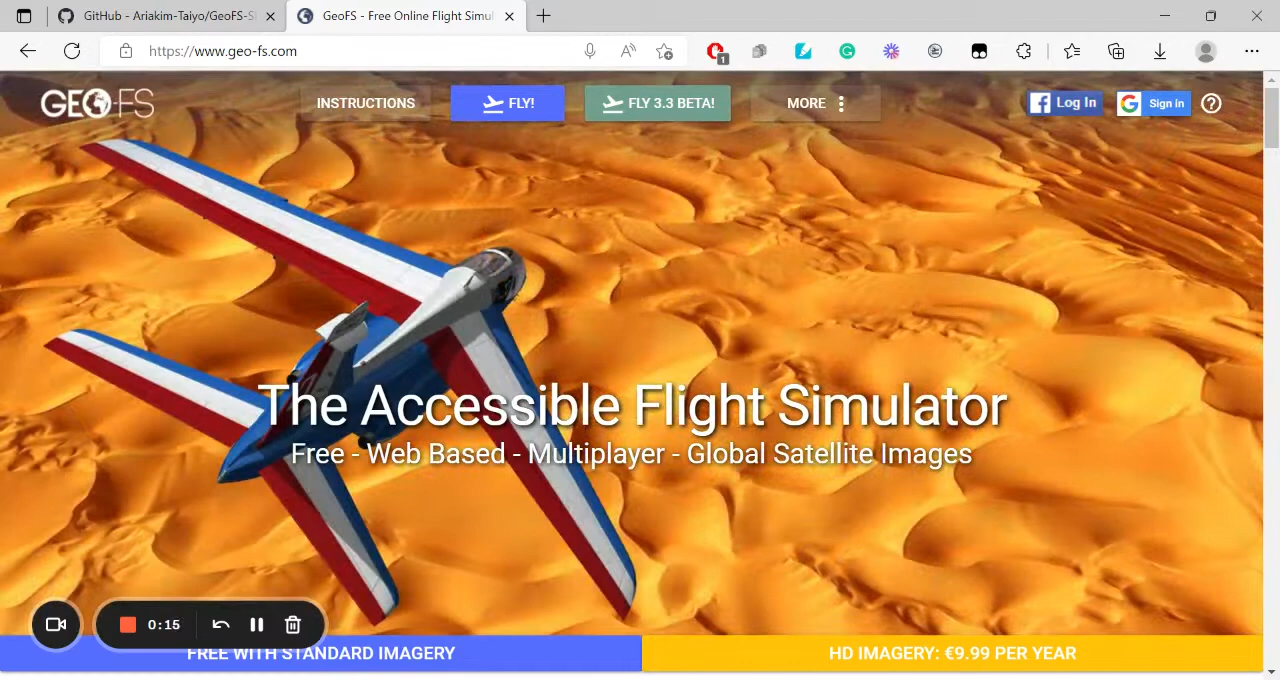 GitHub - Ariakim-Taiyo/GeoFS-S
GeoFS - Free Online Flight Simul
https://www.geo-fs.com
1
GEOFS
INSTRUCTIONS
FLY!
FLY 3.3 BETA!
MORE
Log In
Sign in
The Accessible Flight Simulator
Free - Web Based - Multiplayer - Global Satellite Images
0:15
FREE WITH STANDARD IMAGERY
HD IMAGERY: €9.99 PER YEAR